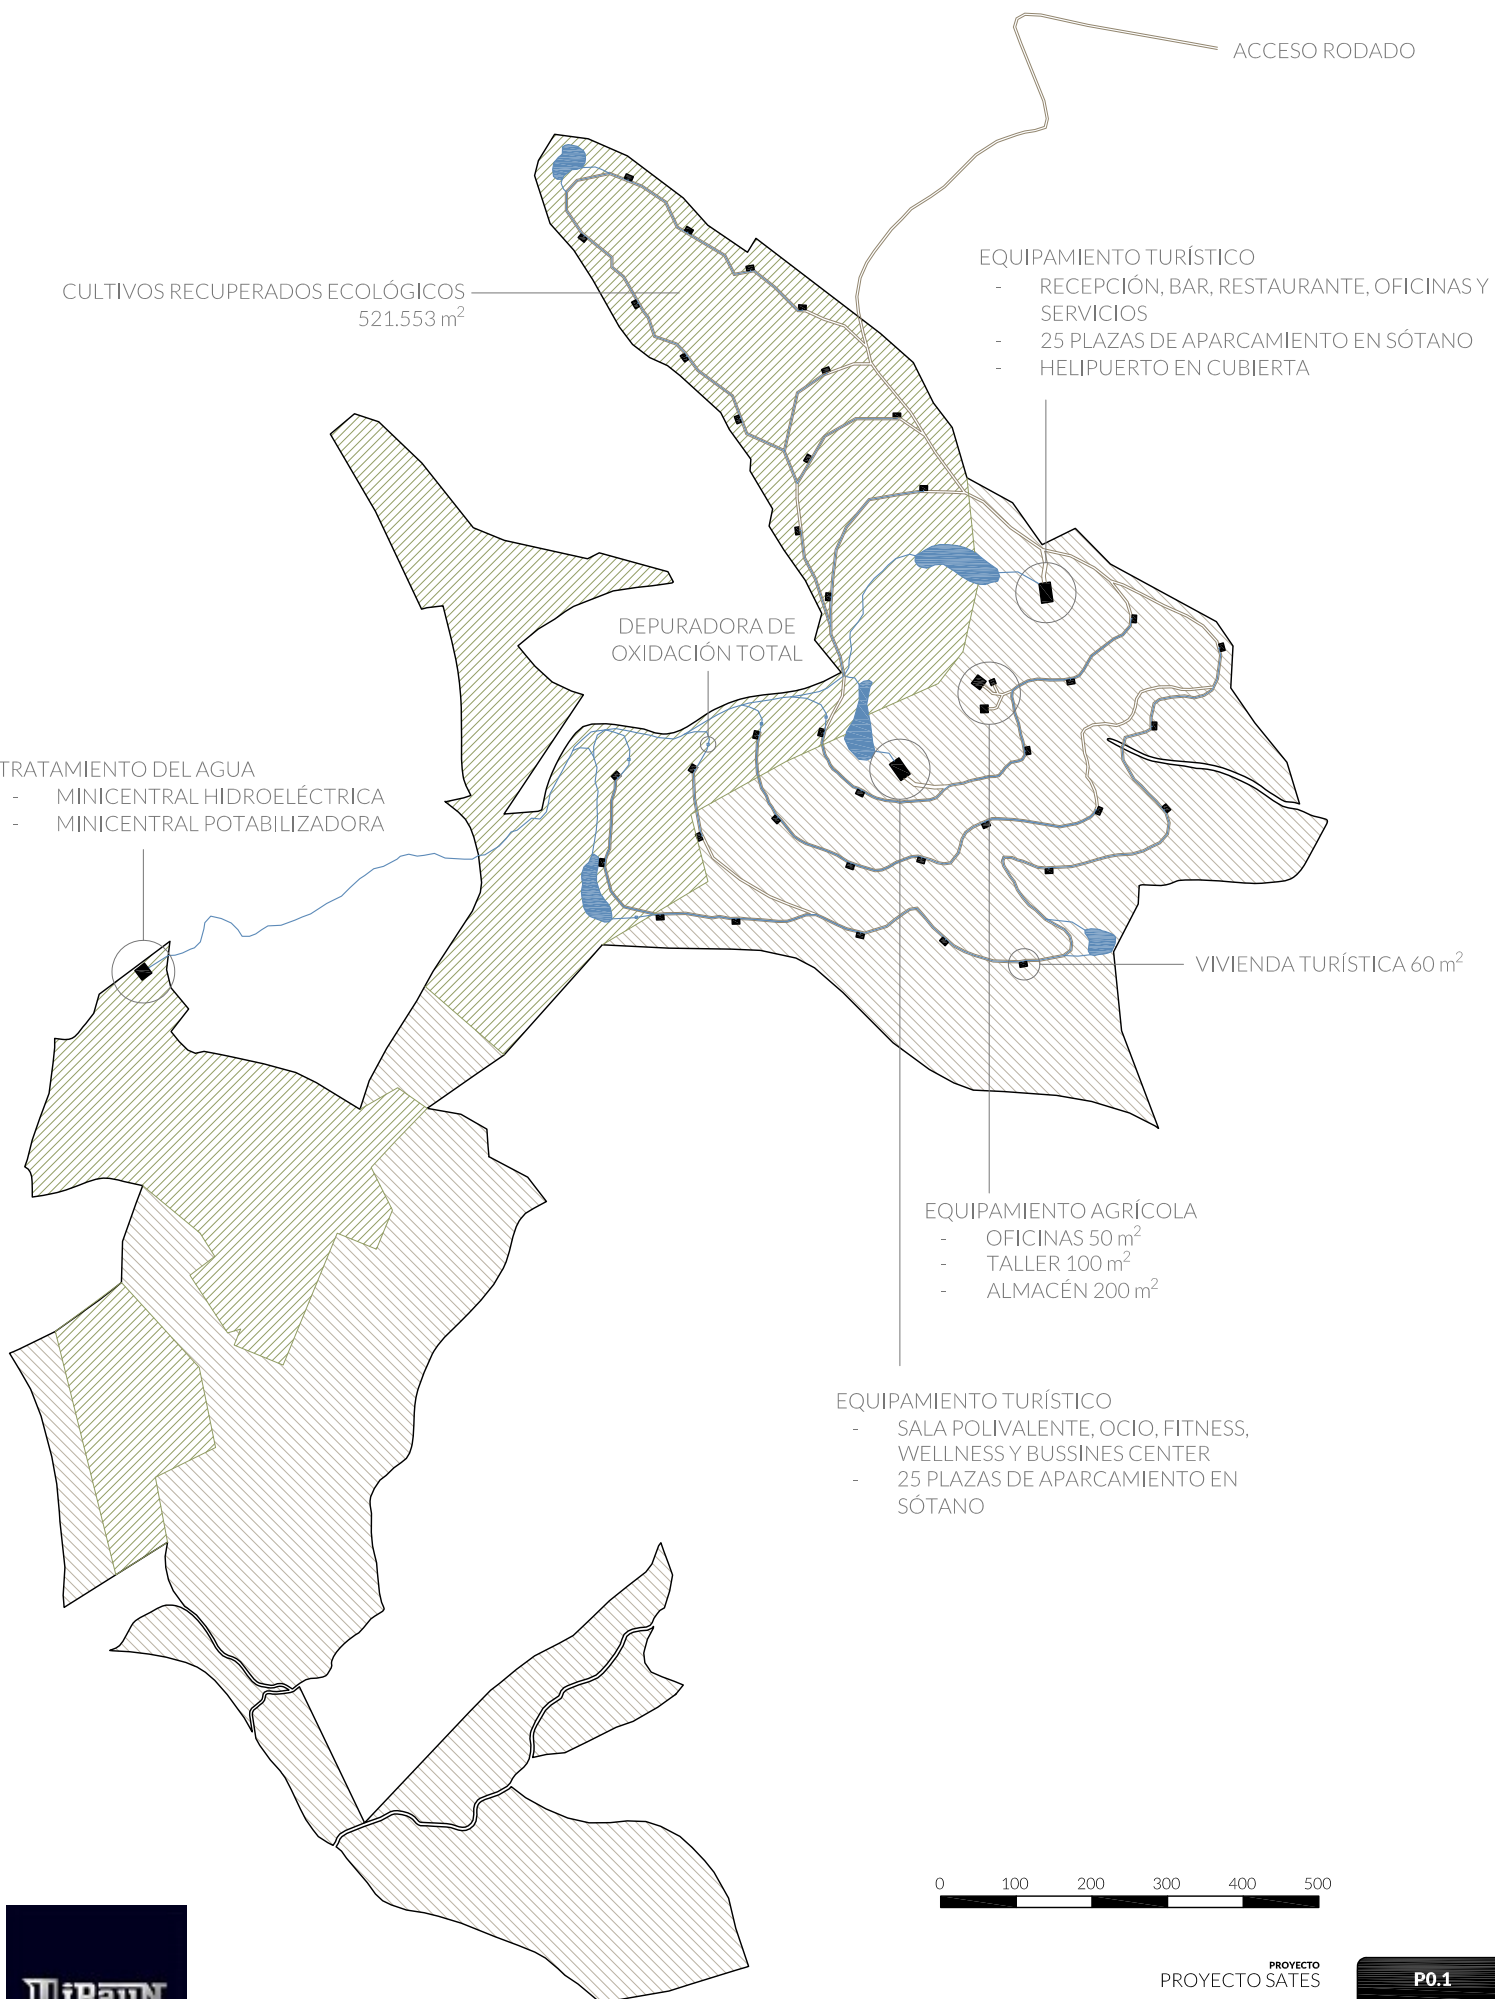 ACCESO RODADO
EQUIPAMIENTO TURÍSTICO
- RECEPCIÓN, BAR, RESTAURANTE, OFICINAS Y
SERVICIOS
- 25 PLAZAS DE APARCAMIENTO EN SÓTANO
- HELIPUERTO EN CUBIERTA
CULTIVOS RECUPERADOS ECOLÓGICOS
521.553 m²
DEPURADORA DE
OXIDACIÓN TOTAL
TRATAMIENTO DEL AGUA
- MINICENTRAL HIDROELÉCTRICA
- MINICENTRAL POTABILIZADORA
VIVIENDA TURÍSTICA 60 m²
EQUIPAMIENTO AGRÍCOLA
- OFICINAS 50 m²
- TALLER 100 m²
- ALMACÉN 200 m²
EQUIPAMIENTO TURÍSTICO
- SALA POLIVALENTE, OCIO, FITNESS,
WELLNESS Y BUSSINES CENTER
- 25 PLAZAS DE APARCAMIENTO EN
SÓTANO
0 100 200 300 400 500
PROYECTO
PROYECTO SATES
P0.1